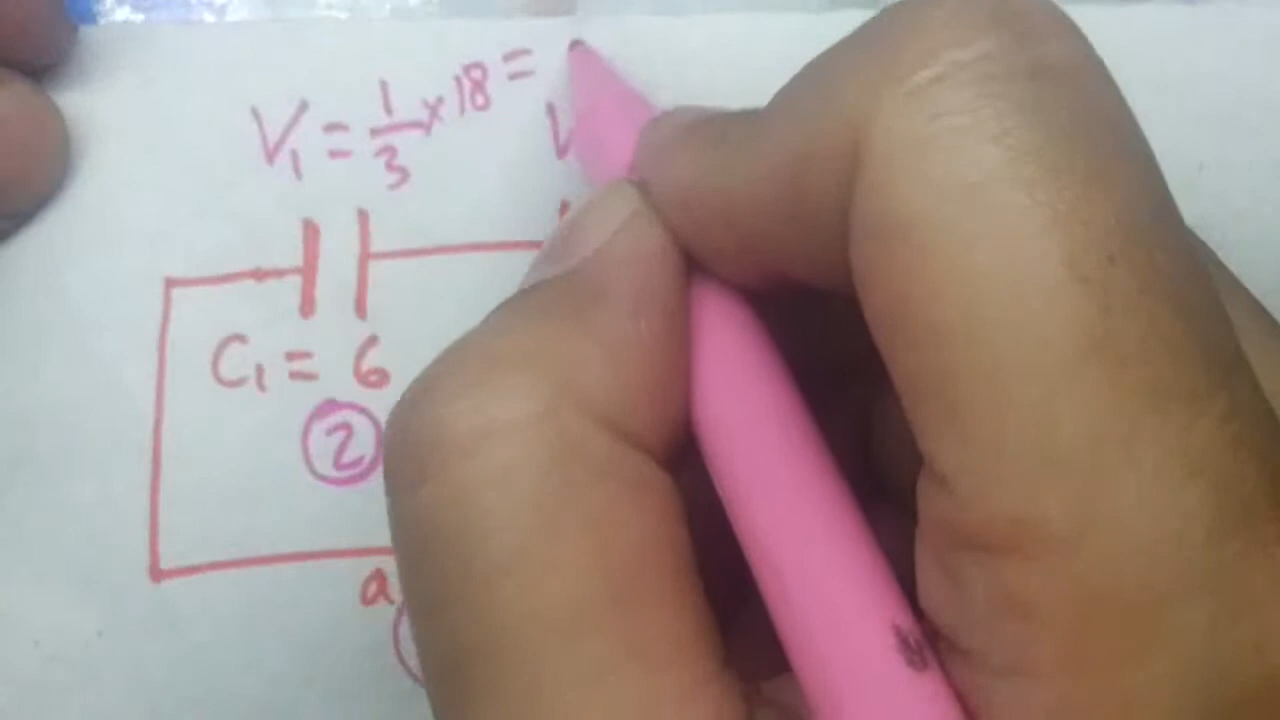 V₁ = 1/3 × 18 =
C₁ = 6
2
a